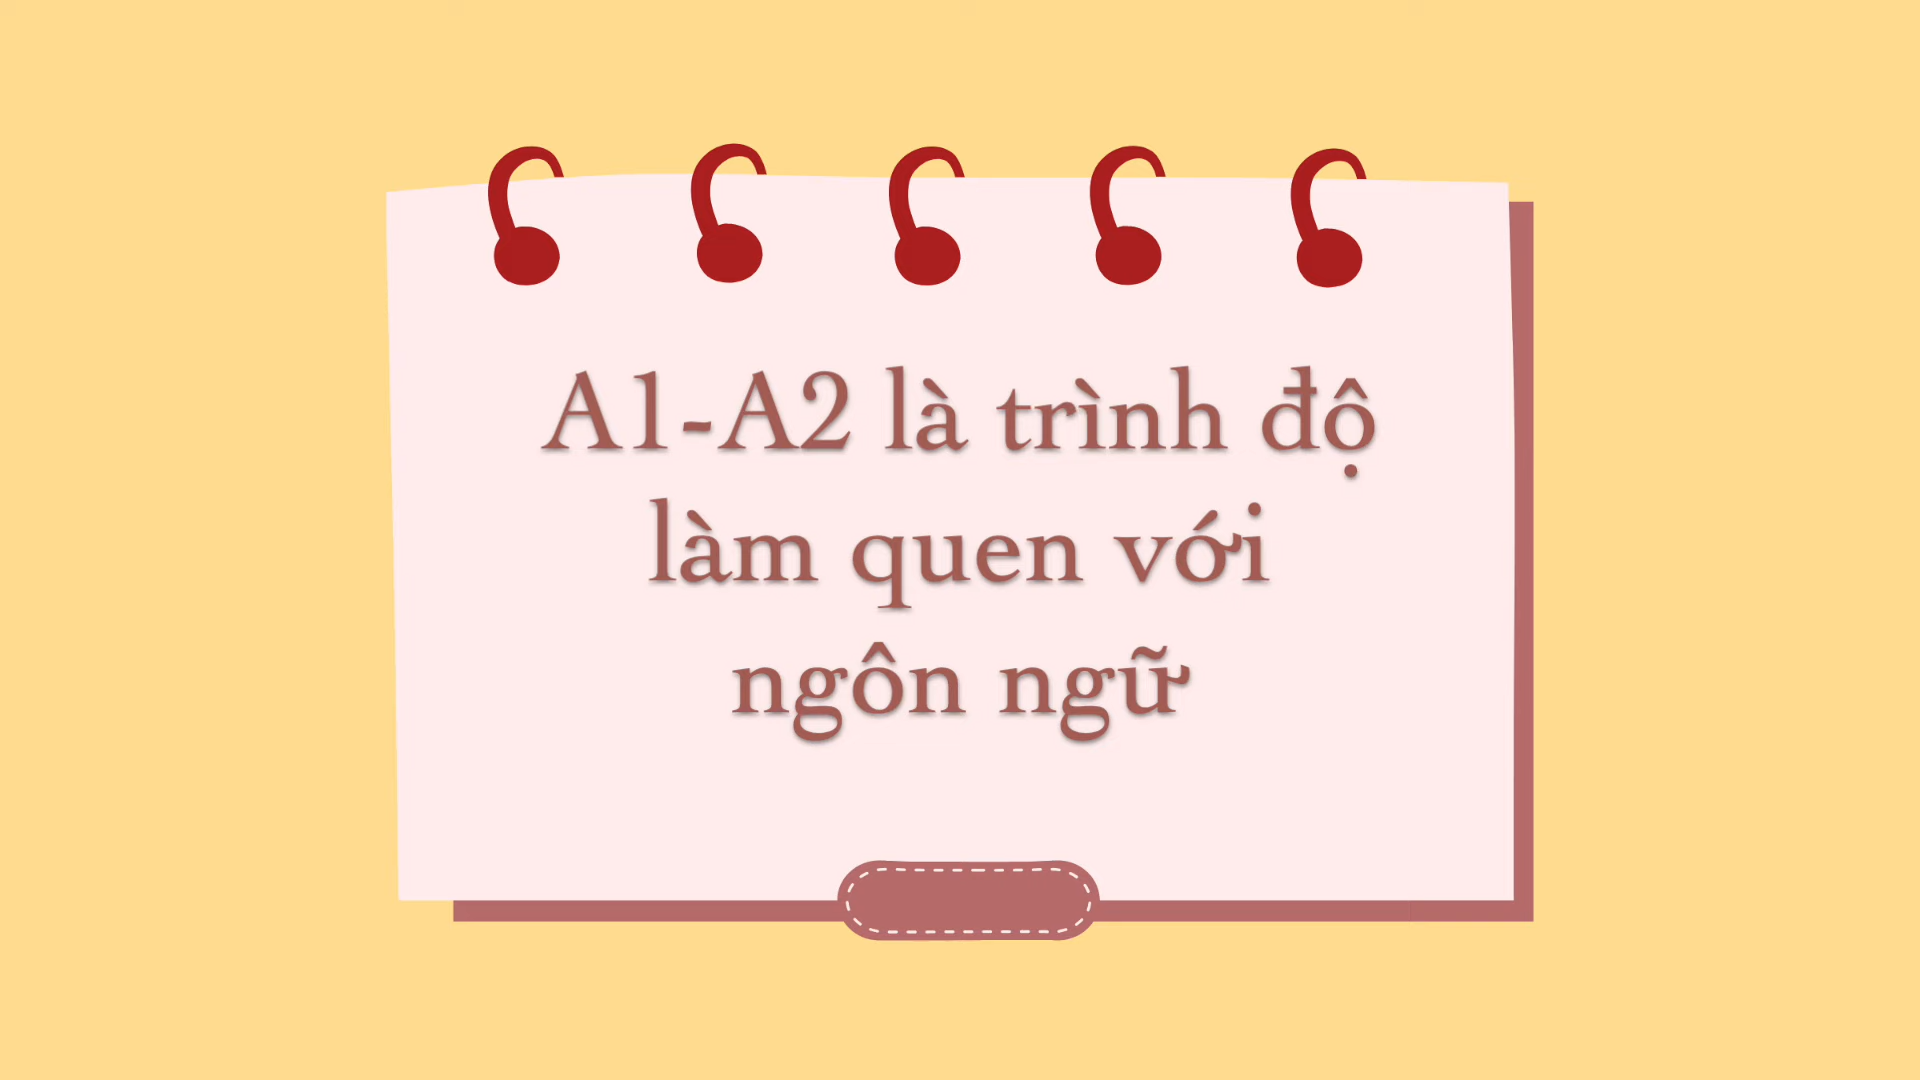 A1-A2 là trình độ
làm quen với
ngôn ngữ